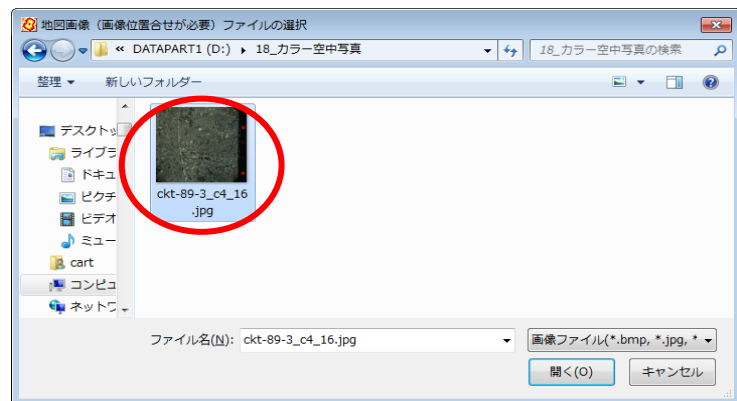 地図画像（画像位置合せが必要）ファイルの選択
« DATAPART1 (D:) ▸ 18_カラー空中写真
18_カラー空中写真の検索
整理 ▼ 新しいフォルダー
デスクトッ
ライブラ
ドキュ
ピクチ
ビデオ
ミュー
cart
コンピュ
ネットワ
ckt-89-3_c4_16
.jpg
ファイル名(N): ckt-89-3_c4_16.jpg
画像ファイル(*.bmp, *.jpg, *
開く(O) キャンセル